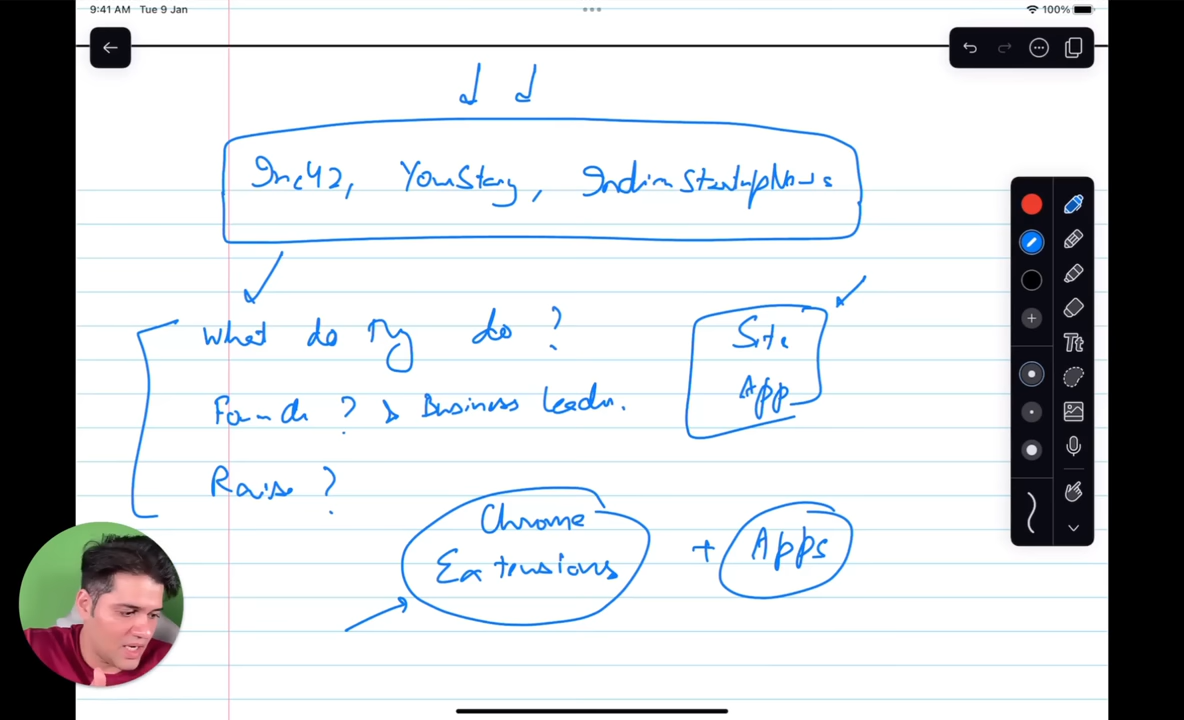 9:41 AM Tue 9 Jan
100%
Inc42, YourStory, IndianStartupNews
What do They do ?
Site
App
Founder ? Business leader.
Raise ?
Chrome
Extensions
+ Apps
Tt